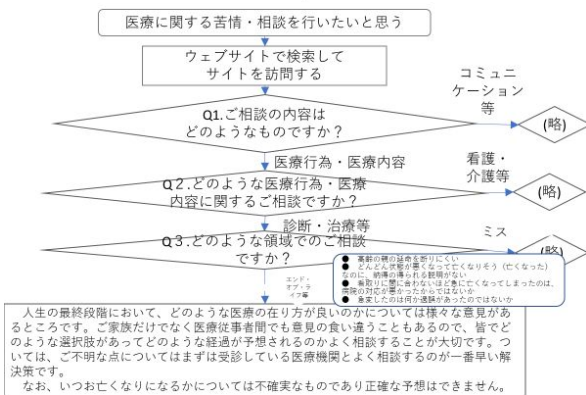 医療に関する苦情・相談を行いたいと思う
ウェブサイトで検索して
サイトを訪問する
コミュニ
ケーション
等
Q1.ご相談の内容は
どのようなものですか？
(略)
医療行為・医療内容
看護・
介護等
Q２.どのような医療行為・医療
内容に関するご相談ですか？
(略)
診断・治療等
ミス
Q３.どのような領域でのご相談
ですか？
(略)
エンド・
オブ・ラ
イフ等
● 高齢の親の延命を断りにくい
● どんどん状態が悪くなって亡くなりそう（亡くなった）
なのに、納得の得られる説明がない
● 看取りに間に合わないほど急に亡くなってしまったのは、
病院の対応が悪かったからではないか
● 急変したのは何か過誤があったのではないか
人生の最終段階において、どのような医療の在り方が良いのかについては様々な意見があ
るところです。ご家族だけでなく医療従事者間でも意見の食い違うこともあるので、皆でど
のような選択肢があってどのような経過が予想されるのかよく相談することが大切です。つ
いては、ご不明な点についてはまずは受診している医療機関とよく相談するのが一番早い解
決策です。
なお、いつお亡くなりになるかについては不確実なものであり正確な予想はできません。